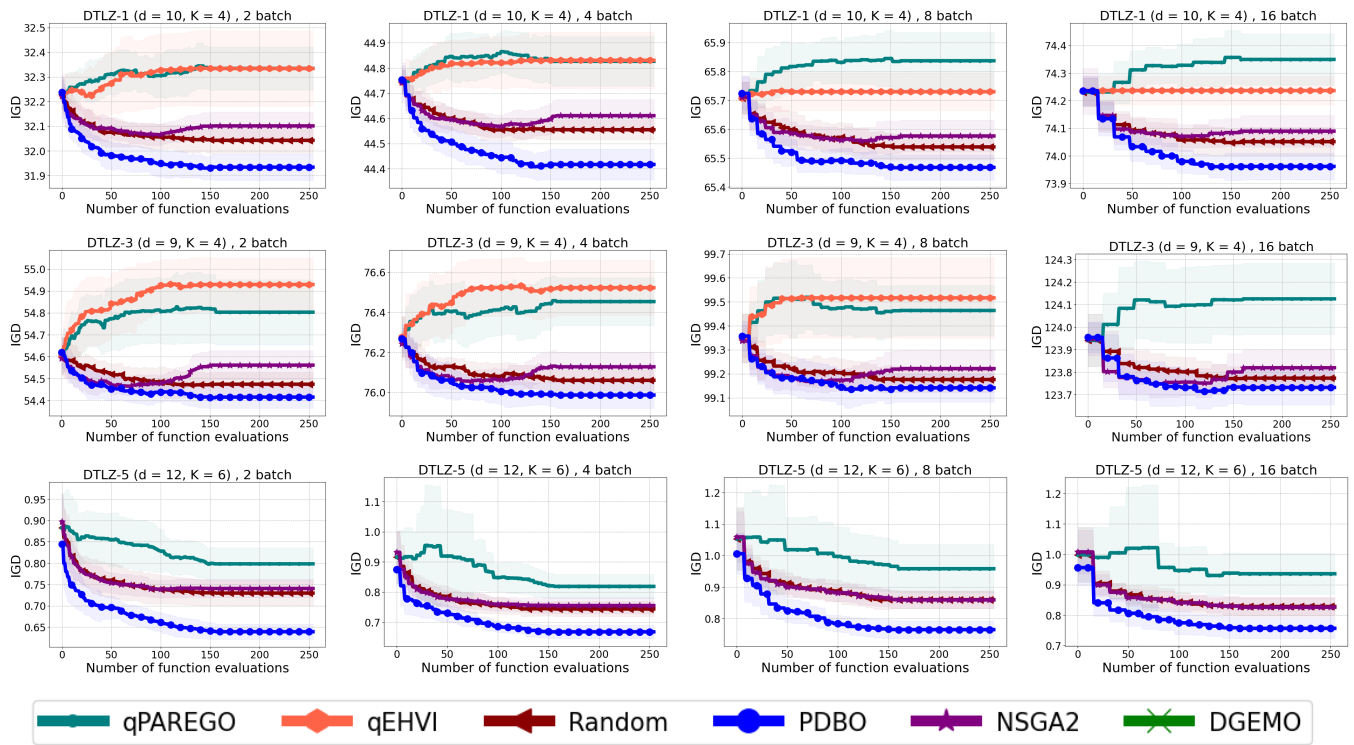 DTLZ-1 (d = 10, K = 4) , 2 batch
DTLZ-1 (d = 10, K = 4) , 4 batch
DTLZ-1 (d = 10, K = 4) , 8 batch
DTLZ-1 (d = 10, K = 4) , 16 batch
IGD
32.5
32.4
32.3
32.2
32.1
32.0
31.9
0 50 100 150 200 250
Number of function evaluations
IGD
44.9
44.8
44.7
44.6
44.5
44.4
0 50 100 150 200 250
Number of function evaluations
IGD
65.9
65.8
65.7
65.6
65.5
65.4
0 50 100 150 200 250
Number of function evaluations
IGD
74.4
74.3
74.2
74.1
74.0
73.9
0 50 100 150 200 250
Number of function evaluations
DTLZ-3 (d = 9, K = 4) , 2 batch
DTLZ-3 (d = 9, K = 4) , 4 batch
DTLZ-3 (d = 9, K = 4) , 8 batch
DTLZ-3 (d = 9, K = 4) , 16 batch
IGD
55.0
54.9
54.8
54.7
54.6
54.5
54.4
0 50 100 150 200 250
Number of function evaluations
IGD
76.6
76.4
76.2
76.0
0 50 100 150 200 250
Number of function evaluations
IGD
99.7
99.6
99.5
99.4
99.3
99.2
99.1
0 50 100 150 200 250
Number of function evaluations
IGD
124.3
124.2
124.1
124.0
123.9
123.8
123.7
0 50 100 150 200 250
Number of function evaluations
DTLZ-5 (d = 12, K = 6) , 2 batch
DTLZ-5 (d = 12, K = 6) , 4 batch
DTLZ-5 (d = 12, K = 6) , 8 batch
DTLZ-5 (d = 12, K = 6) , 16 batch
IGD
0.95
0.90
0.85
0.80
0.75
0.70
0.65
0 50 100 150 200 250
Number of function evaluations
IGD
1.1
1.0
0.9
0.8
0.7
0 50 100 150 200 250
Number of function evaluations
IGD
1.2
1.1
1.0
0.9
0.8
0 50 100 150 200 250
Number of function evaluations
IGD
1.2
1.1
1.0
0.9
0.8
0.7
0 50 100 150 200 250
Number of function evaluations
qPAREGO qEHVI Random PDBO NSGA2 DGEMO